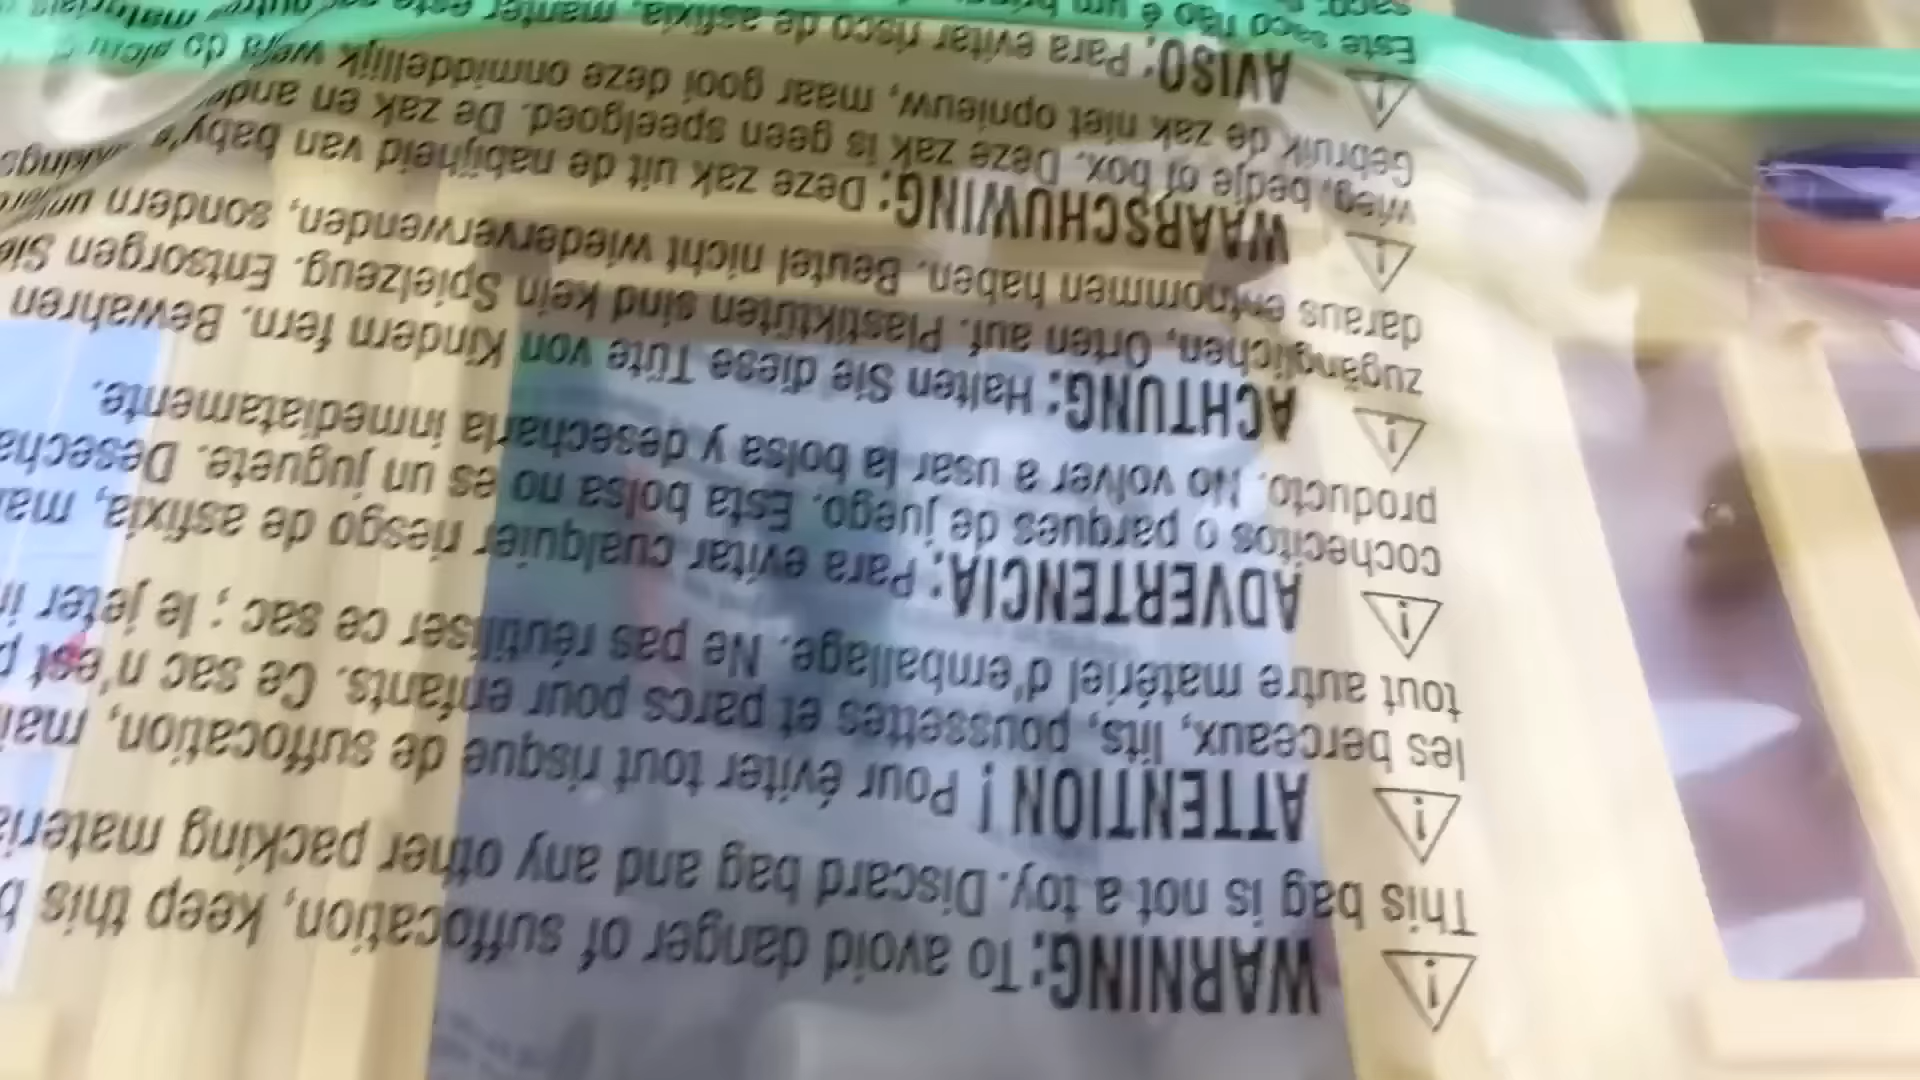 WARNING: To avoid danger of suffocation, keep this
This bag is not a toy. Discard bag and any other packing
ATTENTION ! Pour éviter tout risque de suffocation,
les berceaux, lits, poussettes et parcs pour enfants. Ce sac n'est
tout autre matériel d'emballage. Ne pas réutiliser ce sac ; le jeter
ADVERTENCIA: Para evitar cualquier riesgo de asfixia,
cochecitos o parques de juego. Esta bolsa no es un juguete.
producto. No volver a usar la bolsa y desecharla inmediatamente.
ACHTUNG: Halten Sie diese Tüte von Kindern fern. Bewahren
zugänglichen, Orten auf. Plastiktüten sind kein Spielzeug. Entsorgen Sie
daraus entnommen haben. Beutel nicht wiederverwenden, sondern
WAARSCHUWING: Deze zak uit de nabijheid van baby's
wieg, bedje of box. Deze zak is geen speelgoed. De zak en
Gebruik de zak niet opnieuw, maar gooi deze onmiddellijk
AVISO: Para evitar risco de asfixia, manter este
Este saco não é um